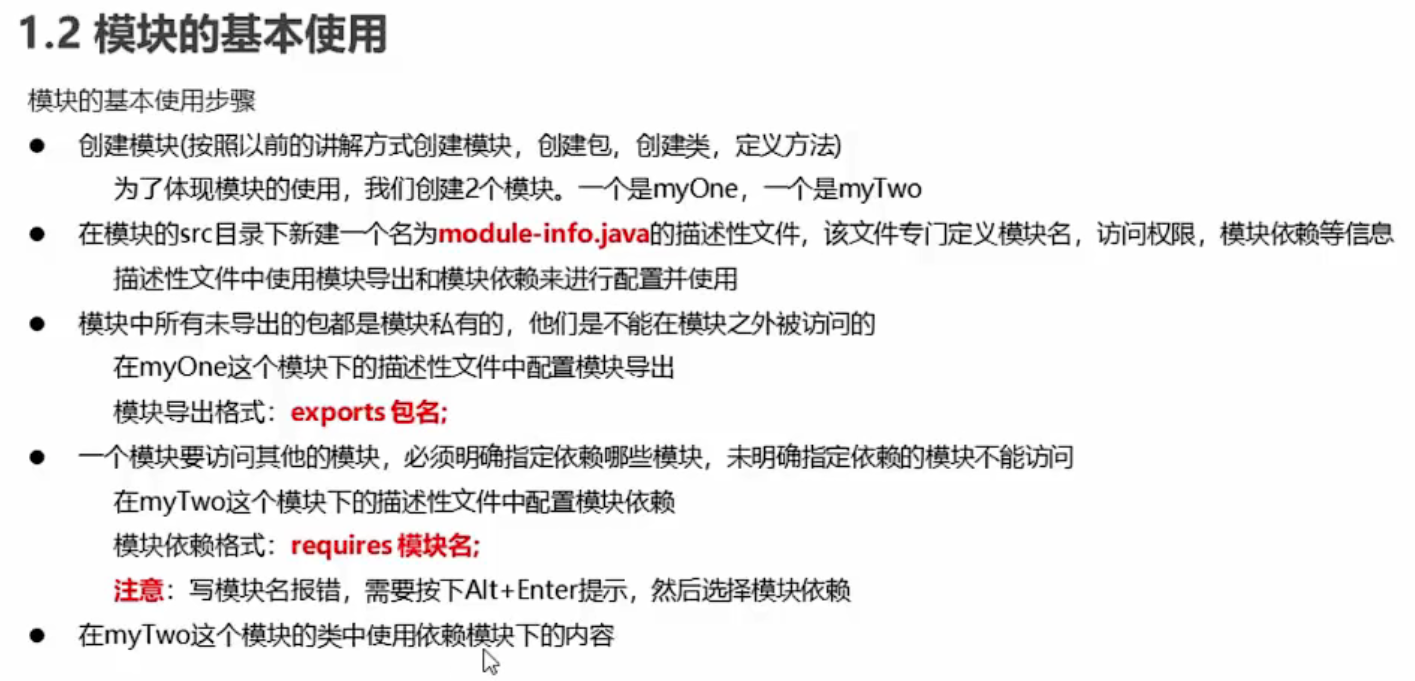 1.2 模块的基本使用
模块的基本使用步骤
● 创建模块(按照以前的讲解方式创建模块，创建包，创建类，定义方法)
为了体现模块的使用，我们创建2个模块。一个是myOne，一个是myTwo
● 在模块的src目录下新建一个名为module-info.java的描述性文件，该文件专门定义模块名，访问权限，模块依赖等信息
描述性文件中使用模块导出和模块依赖来进行配置并使用
● 模块中所有未导出的包都是模块私有的，他们是不能在模块之外被访问的
在myOne这个模块下的描述性文件中配置模块导出
模块导出格式：exports 包名;
● 一个模块要访问其他的模块，必须明确指定依赖哪些模块，未明确指定依赖的模块不能访问
在myTwo这个模块下的描述性文件中配置模块依赖
模块依赖格式：requires 模块名;
注意：写模块名报错，需要按下Alt+Enter提示，然后选择模块依赖
● 在myTwo这个模块的类中使用依赖模块下的内容